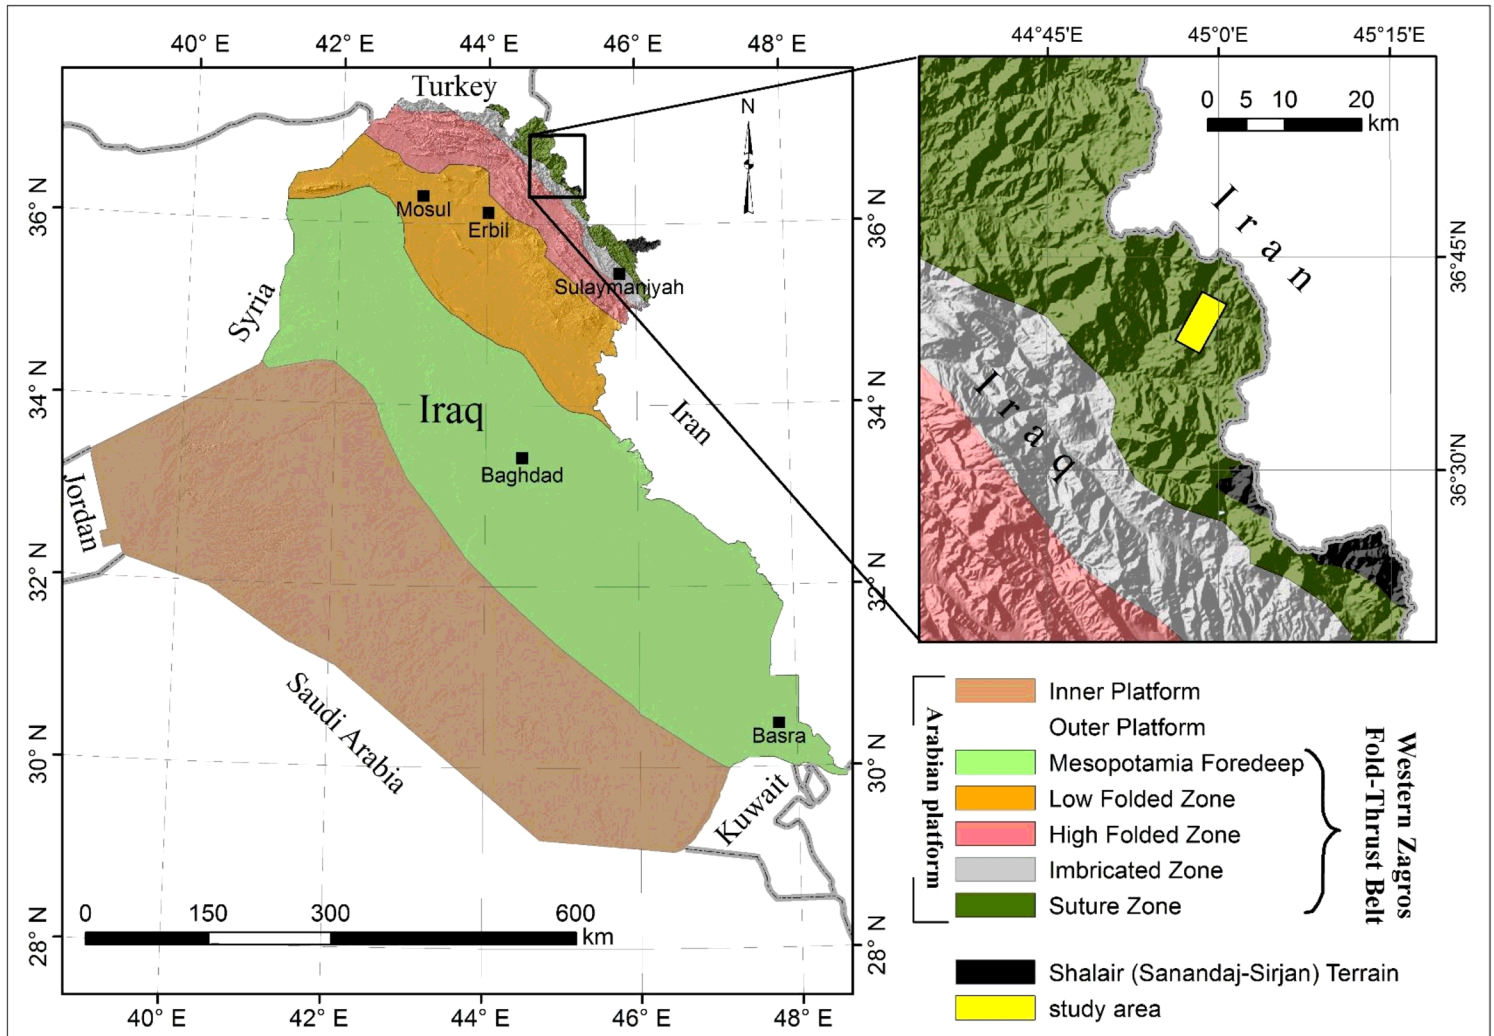 40° E 42° E 44° E 46° E 48° E
44°45'E 45°0'E 45°15'E
Turkey
N
0 5 10 20
km
36° N
36° N
Mosul
Erbil
Sulaymaniyah
Syria
Iran
36°45'N
34° N
34° N
Iraq
Iran
Iraq
Baghdad
36°30'N
Jordan
32° N
32° N
Saudi Arabia
Basra
30° N
30° N
Kuwait
0 150 300 600
km
28° N
28° N
40° E 42° E 44° E 46° E 48° E
Arabian platform
Inner Platform
Outer Platform
Mesopotamia Foredeep
Low Folded Zone
High Folded Zone
Imbricated Zone
Suture Zone
Western Zagros
Fold-Thrust Belt
Shalair (Sanandaj-Sirjan) Terrain
study area